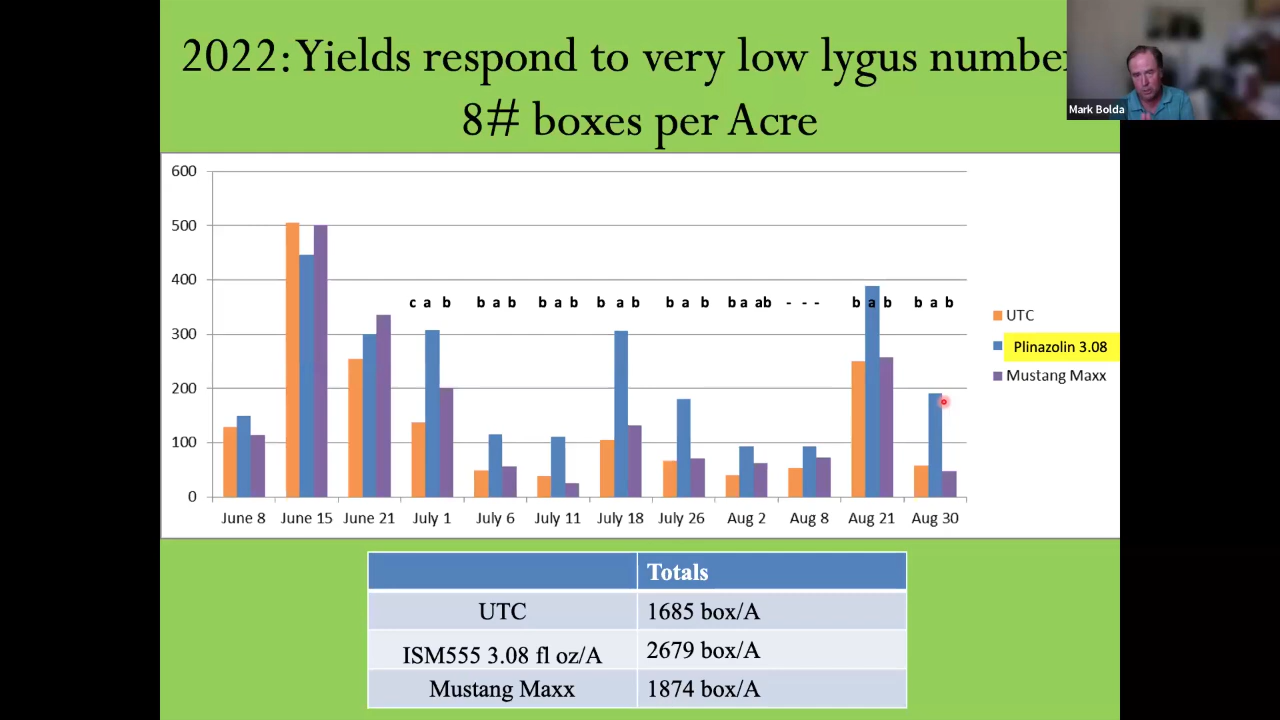 2022: Yields respond to very low lygus number
8# boxes per Acre
Mark Bolda
600
500
400
300
200
100
0
c a b
b a b
b a b
b a b
b a b
b a ab
- - -
b a b
b a b
June 8
June 15
June 21
July 1
July 6
July 11
July 18
July 26
Aug 2
Aug 8
Aug 21
Aug 30
UTC
Plinazolin 3.08
Mustang Maxx
Totals
UTC 1685 box/A
ISM555 3.08 fl oz/A 2679 box/A
Mustang Maxx 1874 box/A